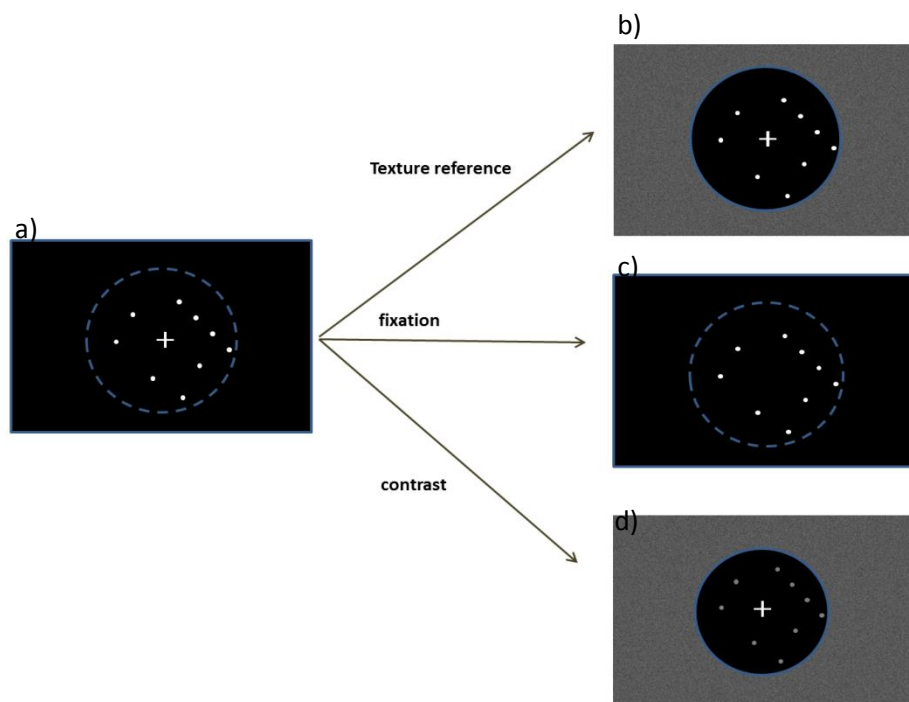 a)
Texture reference
fixation
contrast
b)
c)
d)